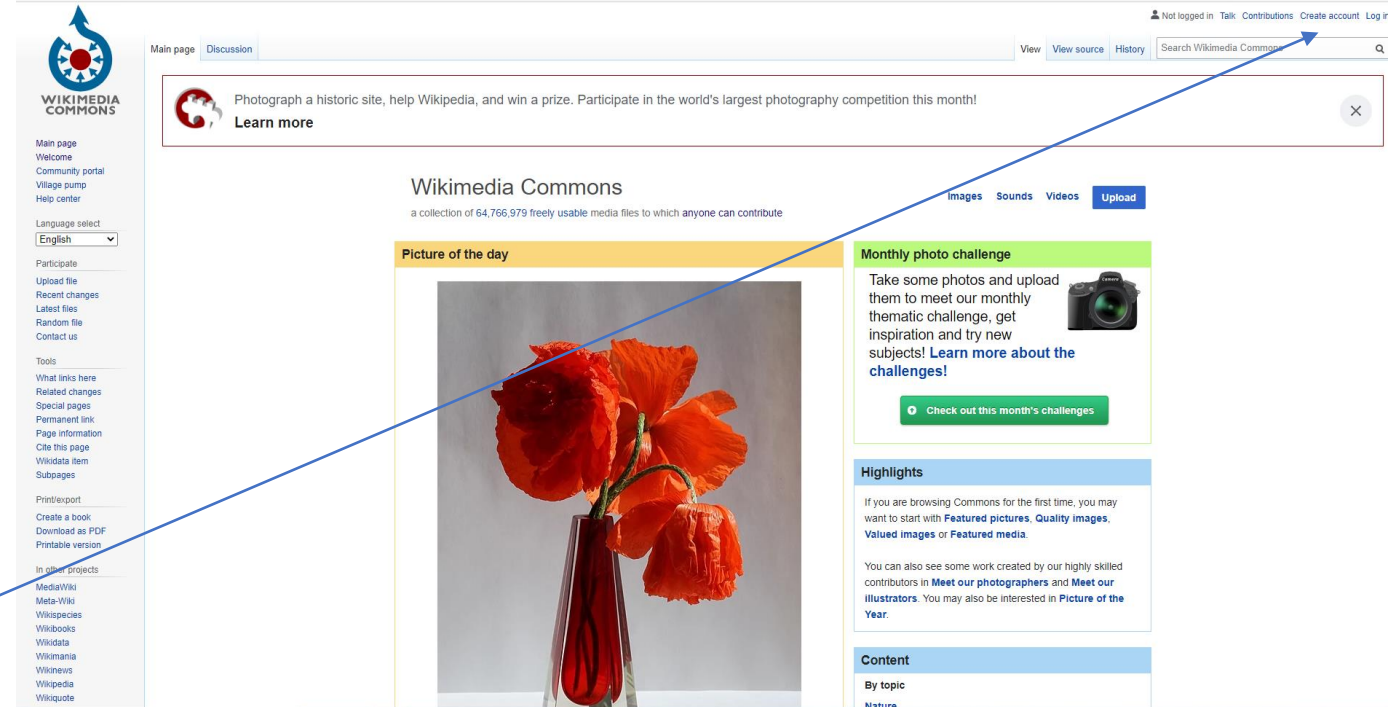 Not logged in Talk Contributions Create account Log in
Main page Discussion
View View source History Search Wikimedia Commons
WIKIMEDIA
COMMONS
Photograph a historic site, help Wikipedia, and win a prize. Participate in the world's largest photography competition this month!
Learn more
Main page
Welcome
Community portal
Village pump
Help center
Language select
English
Participate
Upload file
Recent changes
Latest files
Random file
Contact us
Tools
What links here
Related changes
Special pages
Permanent link
Page information
Cite this page
Wikidata item
Subpages
Print/export
Create a book
Download as PDF
Printable version
In other projects
MediaWiki
Meta-Wiki
Wikispecies
Wikibooks
Wikidata
Wikimania
Wikinews
Wikipedia
Wikiquote
Wikimedia Commons
a collection of 64,766,979 freely usable media files to which anyone can contribute
Images Sounds Videos Upload
Picture of the day
Monthly photo challenge
Take some photos and upload
them to meet our monthly
thematic challenge, get
inspiration and try new
subjects! Learn more about the
challenges!
Camera
Check out this month's challenges
Highlights
If you are browsing Commons for the first time, you may
want to start with Featured pictures, Quality images,
Valued images or Featured media.
You can also see some work created by our highly skilled
contributors in Meet our photographers and Meet our
illustrators. You may also be interested in Picture of the
Year.
Content
By topic
Nature